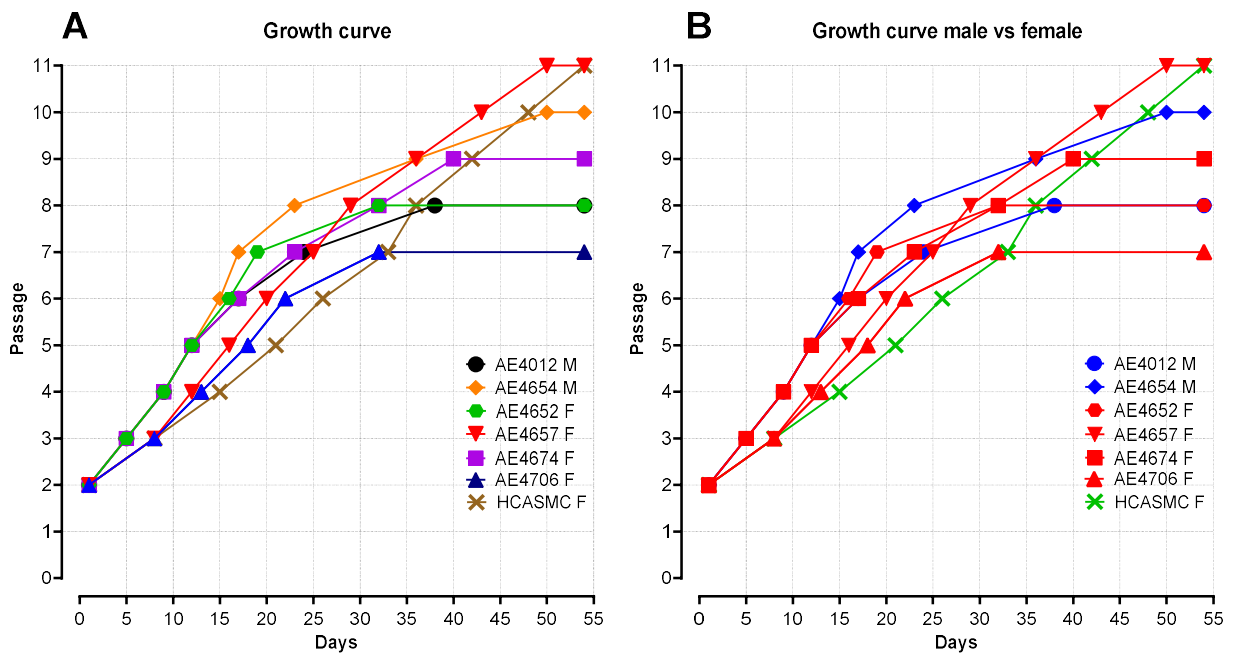 A
Growth curve
11
10
9
8
7
6
5
4
3
2
1
0
Passage
AE4012 M
AE4654 M
AE4652 F
AE4657 F
AE4674 F
AE4706 F
HCASMC F
0 5 10 15 20 25 30 35 40 45 50 55
Days
B
Growth curve male vs female
11
10
9
8
7
6
5
4
3
2
1
0
Passage
AE4012 M
AE4654 M
AE4652 F
AE4657 F
AE4674 F
AE4706 F
HCASMC F
0 5 10 15 20 25 30 35 40 45 50 55
Days